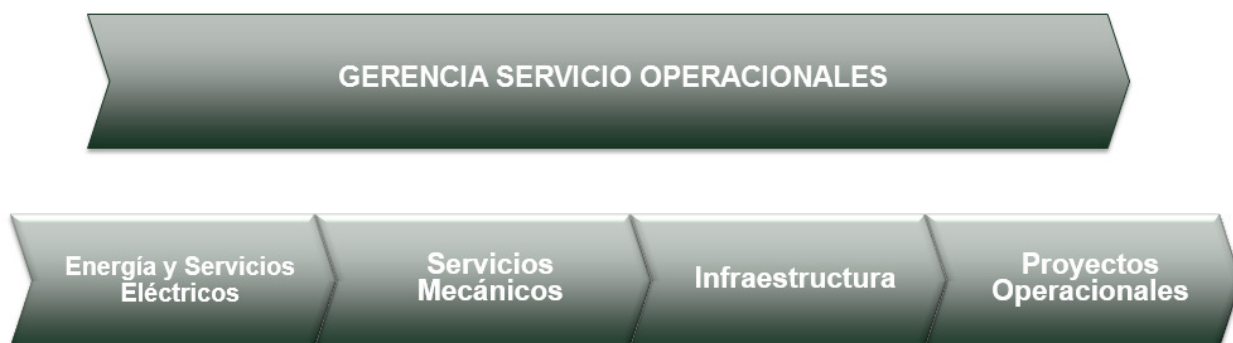 GERENCIA SERVICIO OPERACIONALES
Energía y Servicios
Eléctricos
Servicios
Mecánicos
Infraestructura
Proyectos
Operacionales